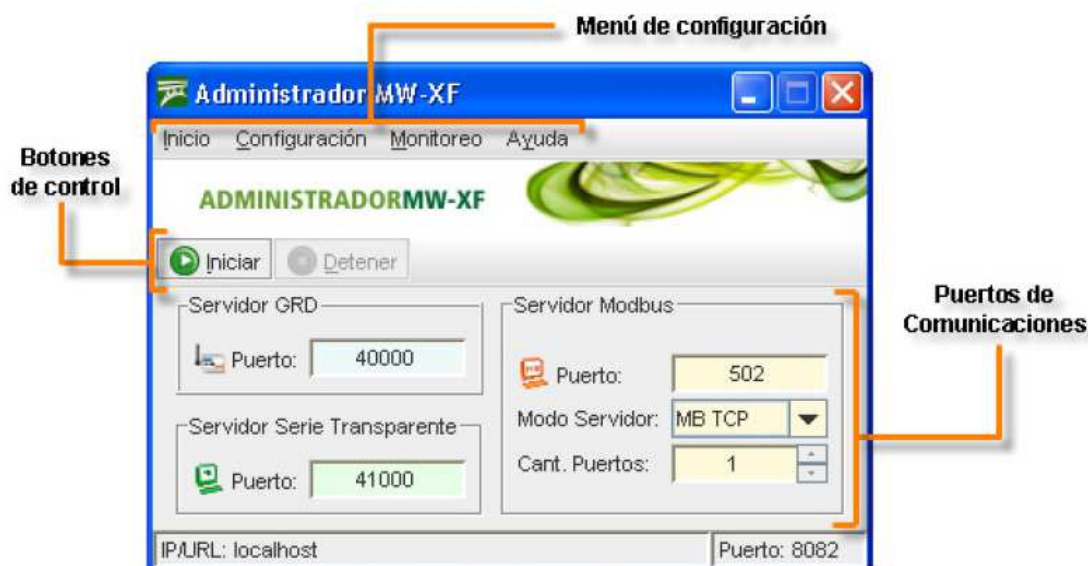 Menú de configuración
Administrador MW-XF
Inicio Configuración Monitoreo Ayuda
Botones
de control
ADMINISTRADORMW-XF
Iniciar Detener
Servidor GRD
Puerto: 40000
Servidor Serie Transparente
Puerto: 41000
Servidor Modbus
Puerto: 502
Modo Servidor: MB TCP
Cant. Puertos: 1
Puertos de
Comunicaciones
IP/URL: localhost
Puerto: 8082